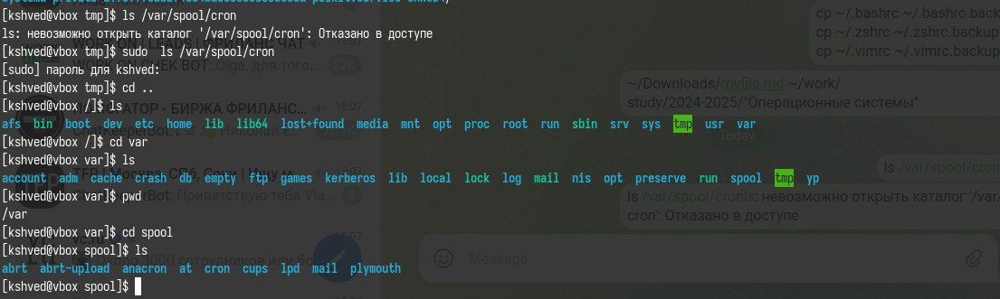 [kshved@vbox tmp]$ ls /var/spool/cron
ls: невозможно открыть каталог '/var/spool/cron': Отказано в доступе
[kshved@vbox tmp]$ sudo  ls /var/spool/cron
[sudo] пароль для kshved:
[kshved@vbox tmp]$ cd ..
[kshved@vbox /]$ ls
afs  bin  boot  dev  etc  home  lib  lib64  lost+found  media  mnt  opt  proc  root  run  sbin  srv  sys  tmp  usr  var
[kshved@vbox /]$ cd var
[kshved@vbox var]$ ls
account  adm  cache  crash  db  empty  ftp  games  kerberos  lib  local  lock  log  mail  nis  opt  preserve  run  spool  tmp  yp
[kshved@vbox var]$ pwd
/var
[kshved@vbox var]$ cd spool
[kshved@vbox spool]$ ls
abrt  abrt-upload  anacron  at  cron  cups  lpd  mail  plymouth
[kshved@vbox spool]$
cp ~/.bashrc ~/.bashrc.back
cp ~/.zshrc ~/.zshrc.backup
cp ~/.vimrc ~/.vimrc.backup
~/Downloads/myfile.md ~/work/
study/2024-2025/"Операционные системы"
Today
ls /var/spool/cron
ls /var/spool/cronls: невозможно открыть каталог '/var/
cron': Отказано в доступе
Message